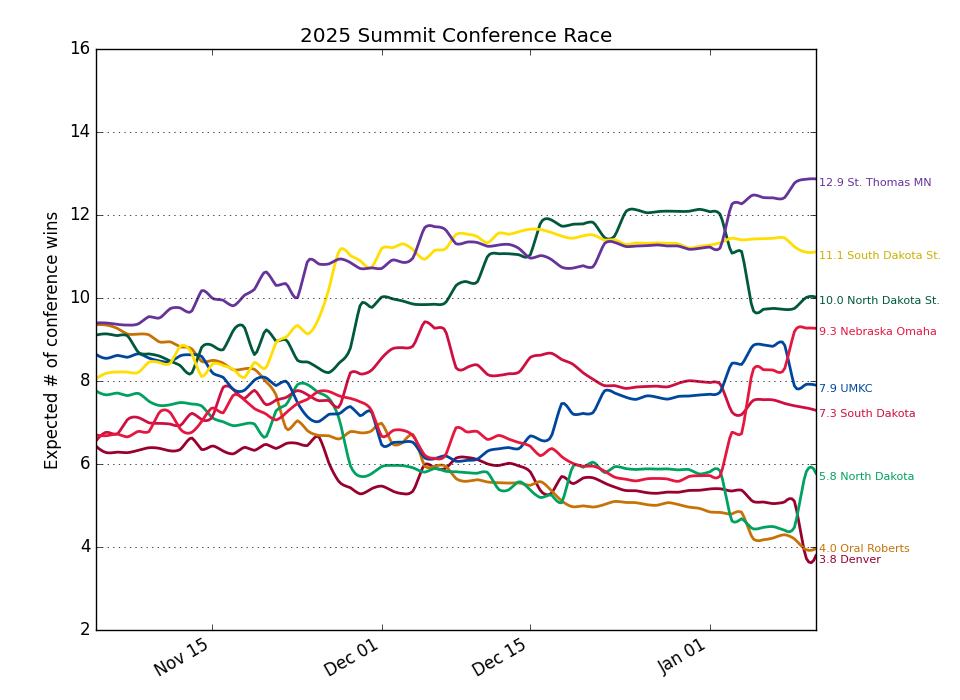 2025 Summit Conference Race
Expected # of conference wins
16
14
12
10
8
6
4
2
Nov 15
Dec 01
Dec 15
Jan 01
12.9 St. Thomas MN
11.1 South Dakota St.
10.0 North Dakota St.
9.3 Nebraska Omaha
7.9 UMKC
7.3 South Dakota
5.8 North Dakota
4.0 Oral Roberts
3.8 Denver